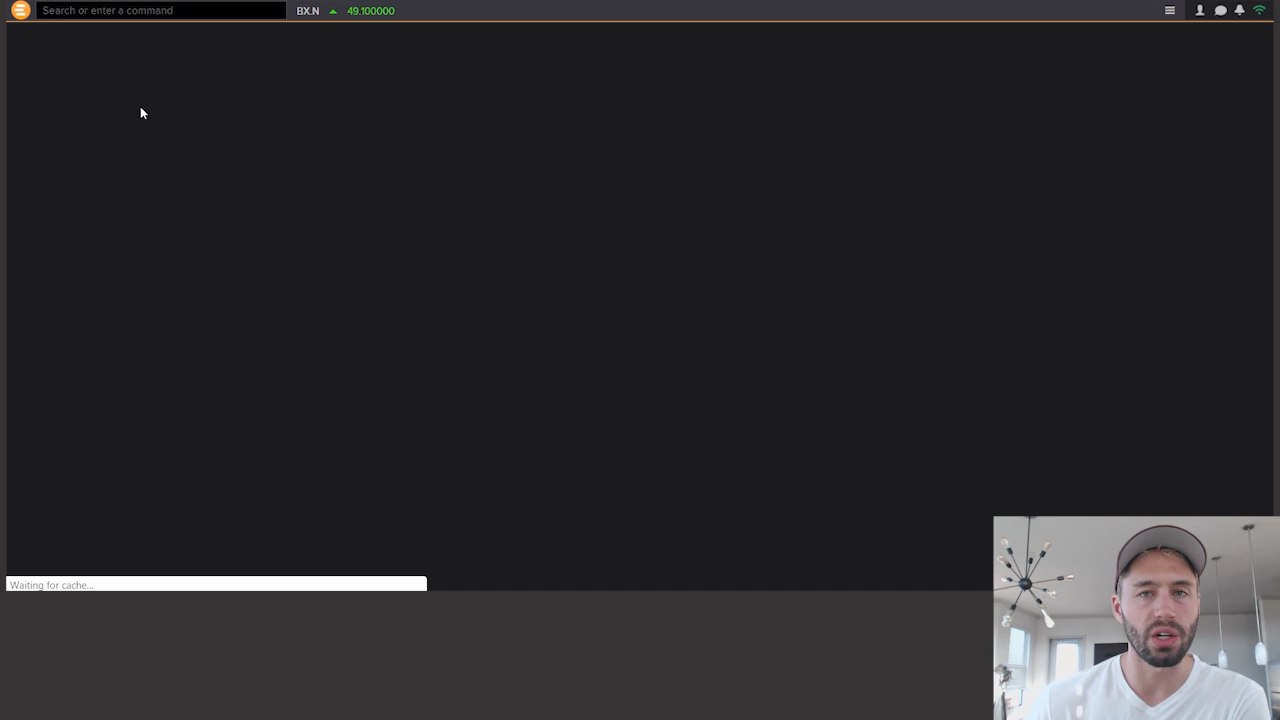 Search or enter a command
BX.N 49.100000
Waiting for cache...